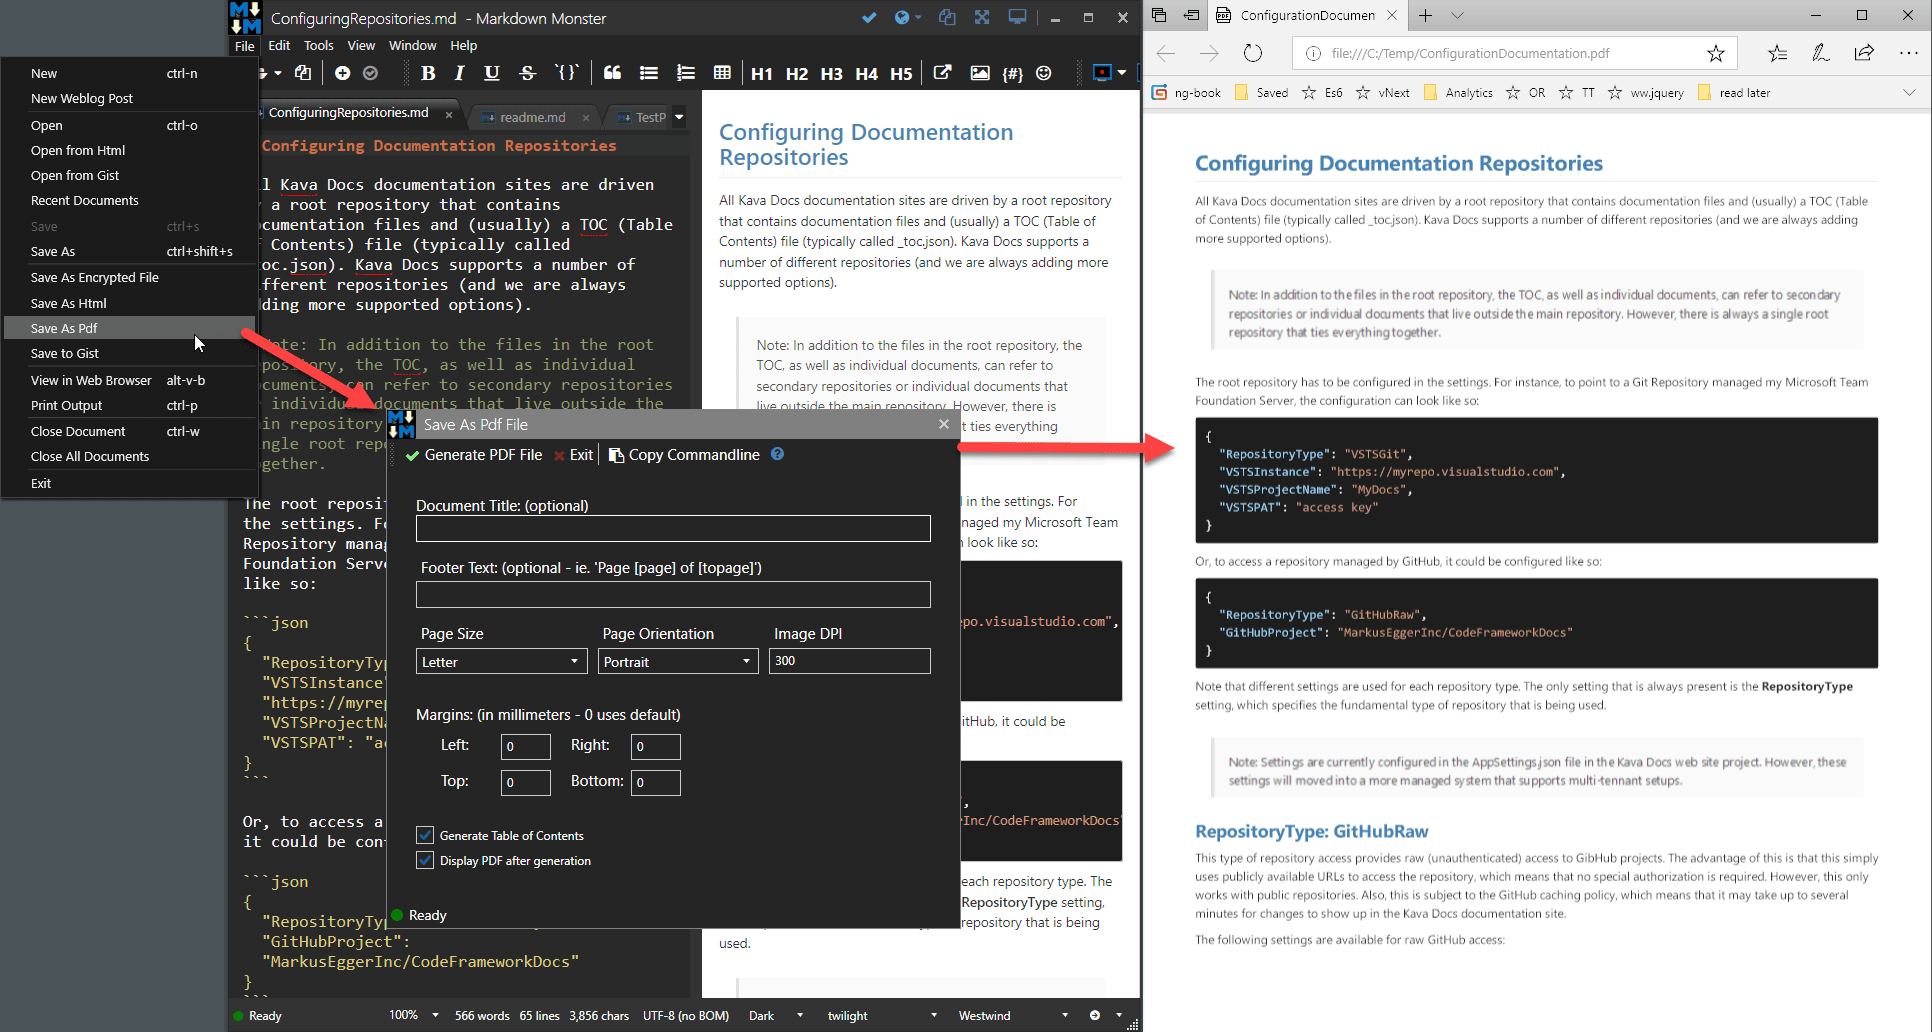 ConfiguringRepositories.md - Markdown Monster
File Edit Tools View Window Help
B I U S `{}` H1 H2 H3 H4 H5 {#}
New ctrl-n
New Weblog Post
Open ctrl-o
Open from Html
Open from Gist
Recent Documents
Save ctrl+s
Save As ctrl+shift+s
Save As Encrypted File
Save As Html
Save As Pdf
Save to Gist
View in Web Browser alt-v-b
Print Output ctrl-p
Close Document ctrl-w
Close All Documents
Exit
ConfiguringRepositories.md × readme.md × TestP
Configuring Documentation Repositories
l Kava Docs documentation sites are driven
a root repository that contains
ocumentation files and (usually) a TOC (Table
f Contents) file (typically called
toc.json). Kava Docs supports a number of
ifferent repositories (and we are always
dding more supported options).
ote: In addition to the files in the root
pository, the TOC, as well as individual
ocuments, can refer to secondary repositories
r individual documents that live outside the
ain repository
ingle root repo
ogether.
The root reposit
the settings. Fo
Repository manag
Foundation Serve
like so:
```json
{
"RepositoryTyp
"VSTSInstance"
"https://myrep
"VSTSProjectNa
"VSTSPAT": "ac
}
```
Or, to access a
it could be con
```json
{
"RepositoryTy
"GitHubProject":
"MarkusEggerInc/CodeFrameworkDocs"
}
Configuring Documentation
Repositories
All Kava Docs documentation sites are driven by a root repository
that contains documentation files and (usually) a TOC (Table of
Contents) file (typically called _toc.json). Kava Docs supports a
number of different repositories (and we are always adding more
supported options).
Note: In addition to the files in the root repository, the
TOC, as well as individual documents, can refer to
secondary repositories or individual documents that
live outside the main repository. However, there is
t ties everything
in the settings. For
naged my Microsoft Team
look like so:
po.visualstudio.com",
itHub, it could be
,
Inc/CodeFrameworkDocs"
each repository type. The
RepositoryType setting,
repository that is being
used.
Save As Pdf File
Generate PDF File Exit Copy Commandline ?
Document Title: (optional)
Footer Text: (optional - ie. 'Page [page] of [topage]')
Page Size Page Orientation Image DPI
Letter Portrait 300
Margins: (in millimeters - 0 uses default)
Left: 0 Right: 0
Top: 0 Bottom: 0
Generate Table of Contents
Display PDF after generation
Ready
Ready 100% 566 words 65 lines 3,856 chars UTF-8 (no BOM) Dark twilight Westwind
PDF ConfigurationDocumen
file:///C:/Temp/ConfigurationDocumentation.pdf
ng-book Saved Es6 vNext Analytics OR TT ww.jquery read later
Configuring Documentation Repositories
All Kava Docs documentation sites are driven by a root repository that contains documentation files and (usually) a TOC (Table
of Contents) file (typically called _toc.json). Kava Docs supports a number of different repositories (and we are always adding
more supported options).
Note: In addition to the files in the root repository, the TOC, as well as individual documents, can refer to secondary
repositories or individual documents that live outside the main repository. However, there is always a single root
repository that ties everything together.
The root repository has to be configured in the settings. For instance, to point to a Git Repository managed my Microsoft Team
Foundation Server, the configuration can look like so:
{
"RepositoryType": "VSTSGit",
"VSTSInstance": "https://myrepo.visualstudio.com",
"VSTSProjectName": "MyDocs",
"VSTSPAT": "access key"
}
Or, to access a repository managed by GitHub, it could be configured like so:
{
"RepositoryType": "GitHubRaw",
"GitHubProject": "MarkusEggerInc/CodeFrameworkDocs"
}
Note that different settings are used for each repository type. The only setting that is always present is the RepositoryType
setting, which specifies the fundamental type of repository that is being used.
Note: Settings are currently configured in the AppSettings.json file in the Kava Docs web site project. However, these
settings will moved into a more managed system that supports multi-tennant setups.
RepositoryType: GitHubRaw
This type of repository access provides raw (unauthenticated) access to GibHub projects. The advantage of this is that this simply
uses publicly available URLs to access the repository, which means that no special authorization is required. However, this only
works with public repositories. Also, this is subject to the GitHub caching policy, which means that it may take up to several
minutes for changes to show up in the Kava Docs documentation site.
The following settings are available for raw GitHub access: